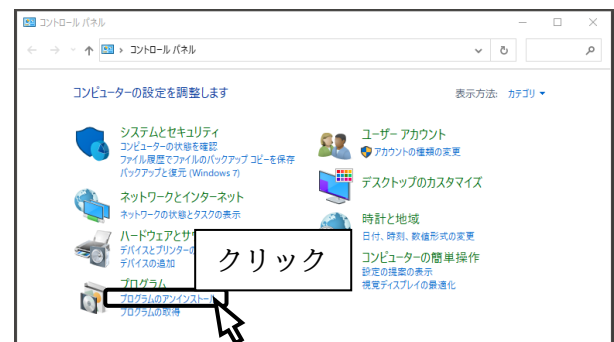 コントロール パネル
コントロール パネル
コンピューターの設定を調整します
表示方法: カテゴリ
システムとセキュリティ
コンピューターの状態を確認
ファイル履歴でファイルのバックアップ コピーを保存
バックアップと復元 (Windows 7)
ネットワークとインターネット
ネットワークの状態とタスクの表示
ハードウェアとサ
デバイスとプリンターの
デバイスの追加
プログラム
プログラムのアンインストール
プログラムの取得
ユーザー アカウント
アカウントの種類の変更
デスクトップのカスタマイズ
時計と地域
日付、時刻、数値形式の変更
コンピューターの簡単操作
設定の提案の表示
視覚ディスプレイの最適化
クリック